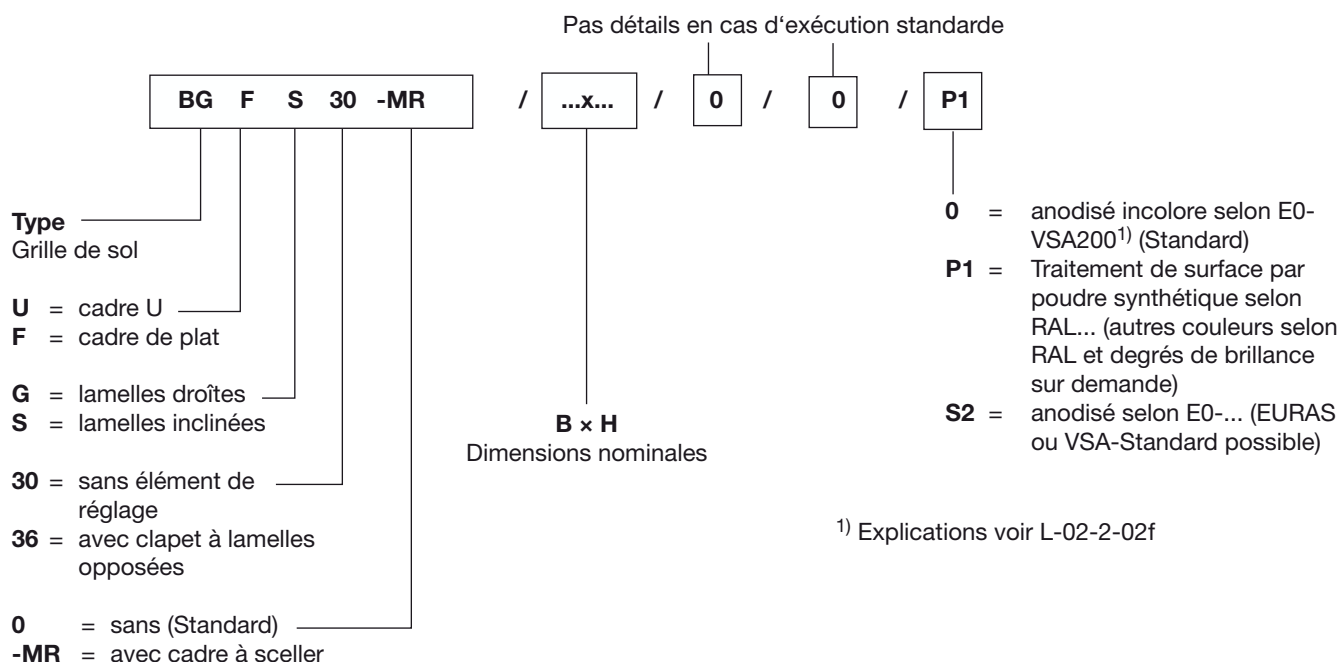 Pas détails en cas d‘exécution standarde
BG F S 30 -MR / ...x... / 0 / 0 / P1
Type
Grille de sol
U = cadre U
F = cadre de plat
G = lamelles droîtes
S = lamelles inclinées
30 = sans élément de
réglage
36 = avec clapet à lamelles
opposées
0 = sans (Standard)
-MR = avec cadre à sceller
B × H
Dimensions nominales
0 = anodisé incolore selon E0-
VSA200¹⁾ (Standard)
P1 = Traitement de surface par
poudre synthétique selon
RAL... (autres couleurs selon
RAL et degrés de brillance
sur demande)
S2 = anodisé selon E0-... (EURAS
ou VSA-Standard possible)
¹⁾ Explications voir L-02-2-02f